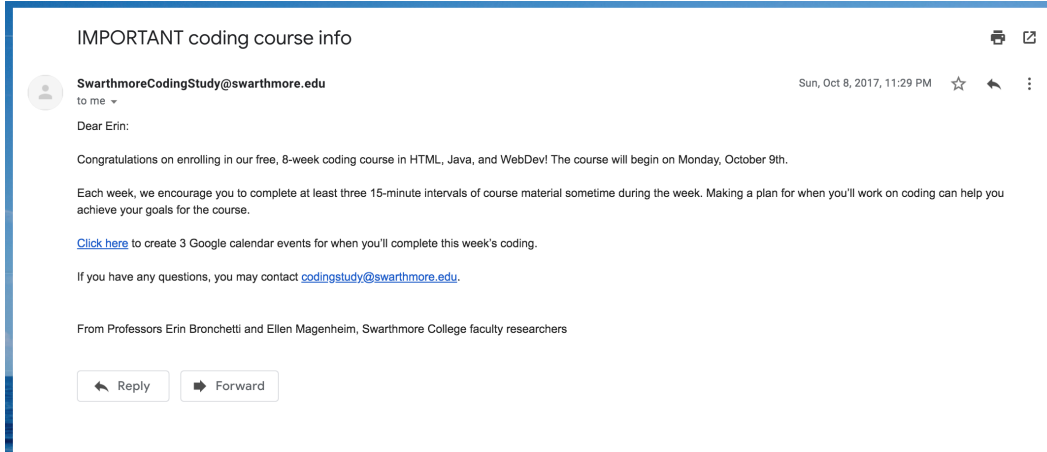 IMPORTANT coding course info
SwarthmoreCodingStudy@swarthmore.edu
Sun, Oct 8, 2017, 11:29 PM
to me
Dear Erin:
Congratulations on enrolling in our free, 8-week coding course in HTML, Java, and WebDev! The course will begin on Monday, October 9th.
Each week, we encourage you to complete at least three 15-minute intervals of course material sometime during the week. Making a plan for when you'll work on coding can help you
achieve your goals for the course.
Click here to create 3 Google calendar events for when you'll complete this week's coding.
If you have any questions, you may contact codingstudy@swarthmore.edu.
From Professors Erin Bronchetti and Ellen Magenheim, Swarthmore College faculty researchers
Reply
Forward